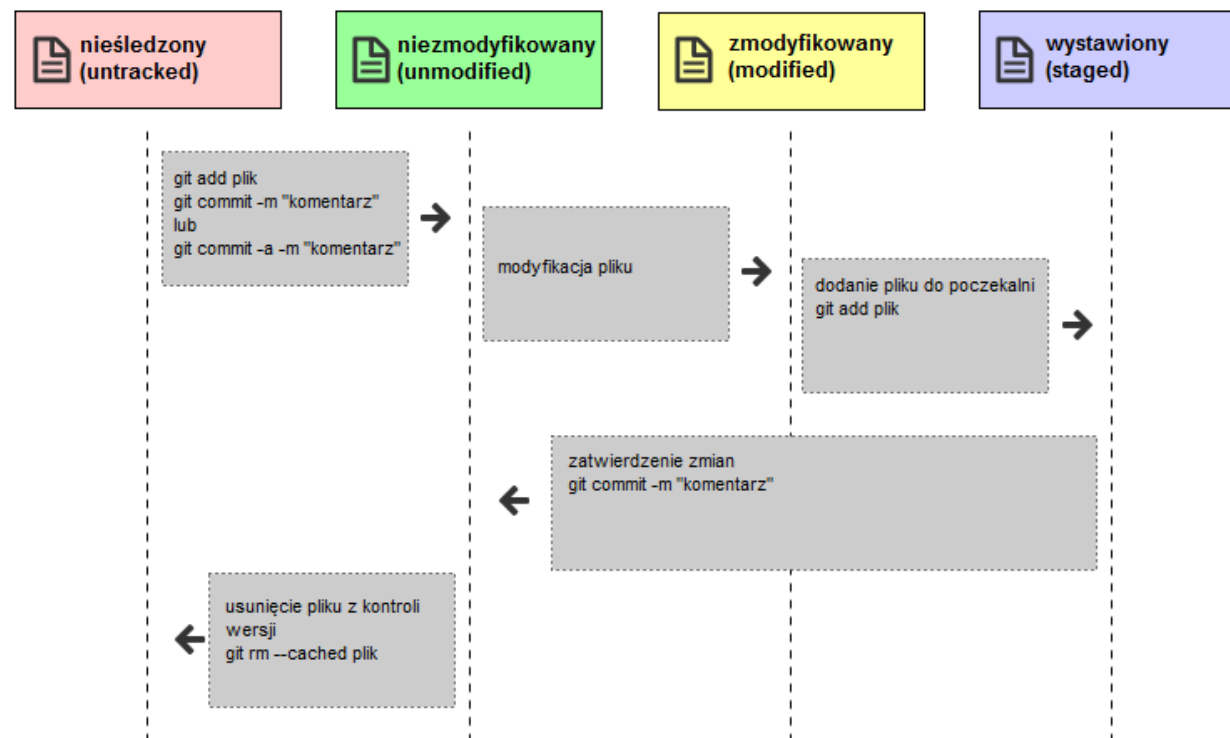 nieśledzony
(untracked)
niezmodyfikowany
(unmodified)
zmodyfikowany
(modified)
wystawiony
(staged)
git add plik
git commit -m "komentarz"
lub
git commit -a -m "komentarz"
modyfikacja pliku
dodanie pliku do poczekalni
git add plik
zatwierdzenie zmian
git commit -m "komentarz"
usunięcie pliku z kontroli
wersji
git rm --cached plik